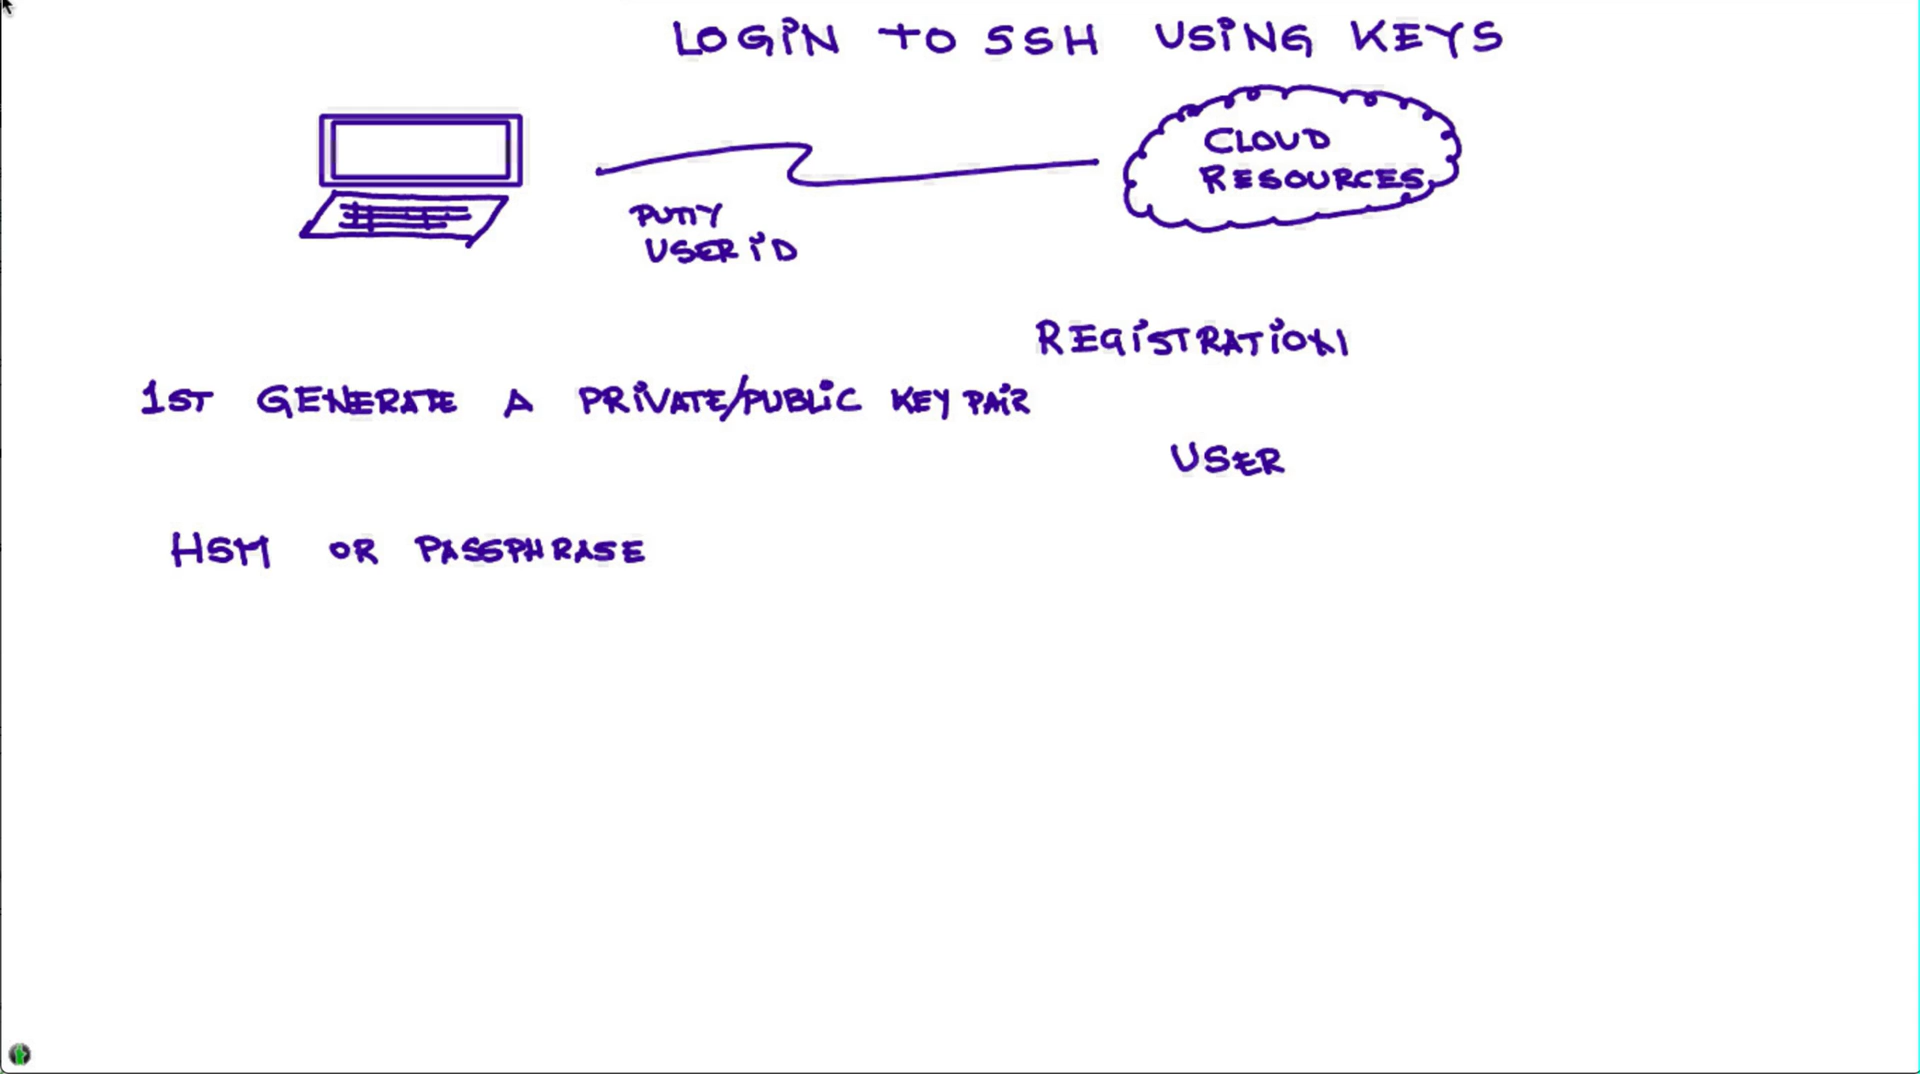 LOGIN TO SSH USING KEYS
CLOUD
RESOURCES
PUTTY
USER ID
REGISTRATION
1ST GENERATE A PRIVATE/PUBLIC KEY PAIR
USER
HSM OR PASSPHRASE